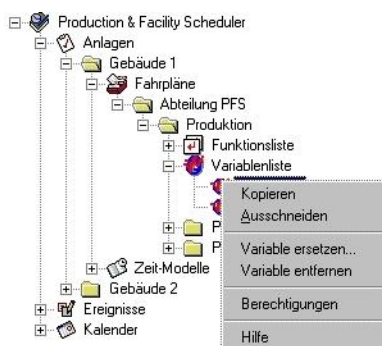 Production & Facility Scheduler
Anlagen
Gebäude 1
Fahrpläne
Abteilung PFS
Produktion
Funktionsliste
Variablenliste
Kopieren
Ausschneiden
P
Variable ersetzen...
P
Variable entfernen
Zeit-Modelle
Gebäude 2
Berechtigungen
Ereignisse
Kalender
Hilfe